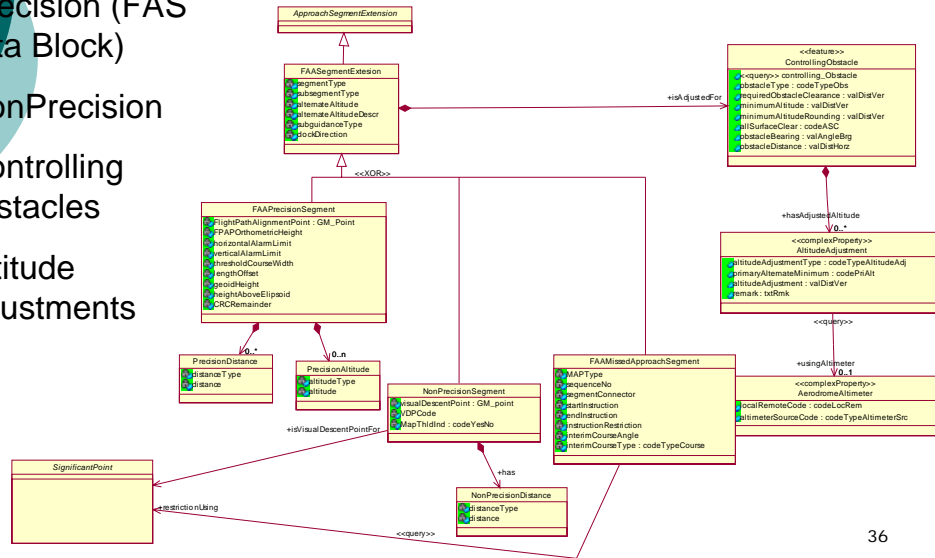 ecision (FAS
ta Block)
onPrecision
ontrolling
stacles
titude
justments
ApproachSegmentExtension
FAASegmentExtesion
segmentType
subsegmentType
alternateAltitude
alternateAltitudeDescr
subguidanceType
clockDirection
+isAdjustedFor
<<feature>>
ControllingObstacle
<<query>> controlling_Obstacle
obstacleType : codeTypeObs
requiredObstacleClearance : valDistVer
minimumAltitude : valDistVer
minimumAltitudeRounding : valDistVer
allSurfaceClear : codeASC
obstacleBearing : valAngleBrg
obstacleDistance : valDistHorz
<<XOR>>
FAAPrecisionSegment
FlightPathAlignmentPoint : GM_Point
FPAPOrthometricHeight
horizontalAlarmLimit
verticalAlarmLimit
thresholdCourseWidth
lengthOffset
geoidHeight
heightAboveElipsoid
CRCRemainder
+hasAdjustedAltitude
0..*
<<complexProperty>>
AltitudeAdjustment
altitudeAdjustmentType : codeTypeAltitudeAdj
primaryAlternateMinimum : codePriAlt
altitudeAdjustment : valDistVer
remark : txtRmk
<<query>>
+usingAltimeter
0..1
<<complexProperty>>
AerodromeAltimeter
localRemoteCode : codeLocRem
altimeterSourceCode : codeTypeAltimeterSrc
0..*
PrecisionDistance
distanceType
distance
0..n
PrecisionAltitude
altitudeType
altitude
NonPrecisionSegment
visualDescentPoint : GM_point
VDPCode
MapThldInd : codeYesNo
FAAMissedApproachSegment
MAPType
sequenceNo
segmentConnector
startInstruction
endInstruction
instructionRestriction
interimCourseAngle
interimCourseType : codeTypeCourse
+isVisualDescentPointFor
SignificantPoint
+restrictionUsing
+has
NonPrecisionDistance
distanceType
distance
<<query>>
36